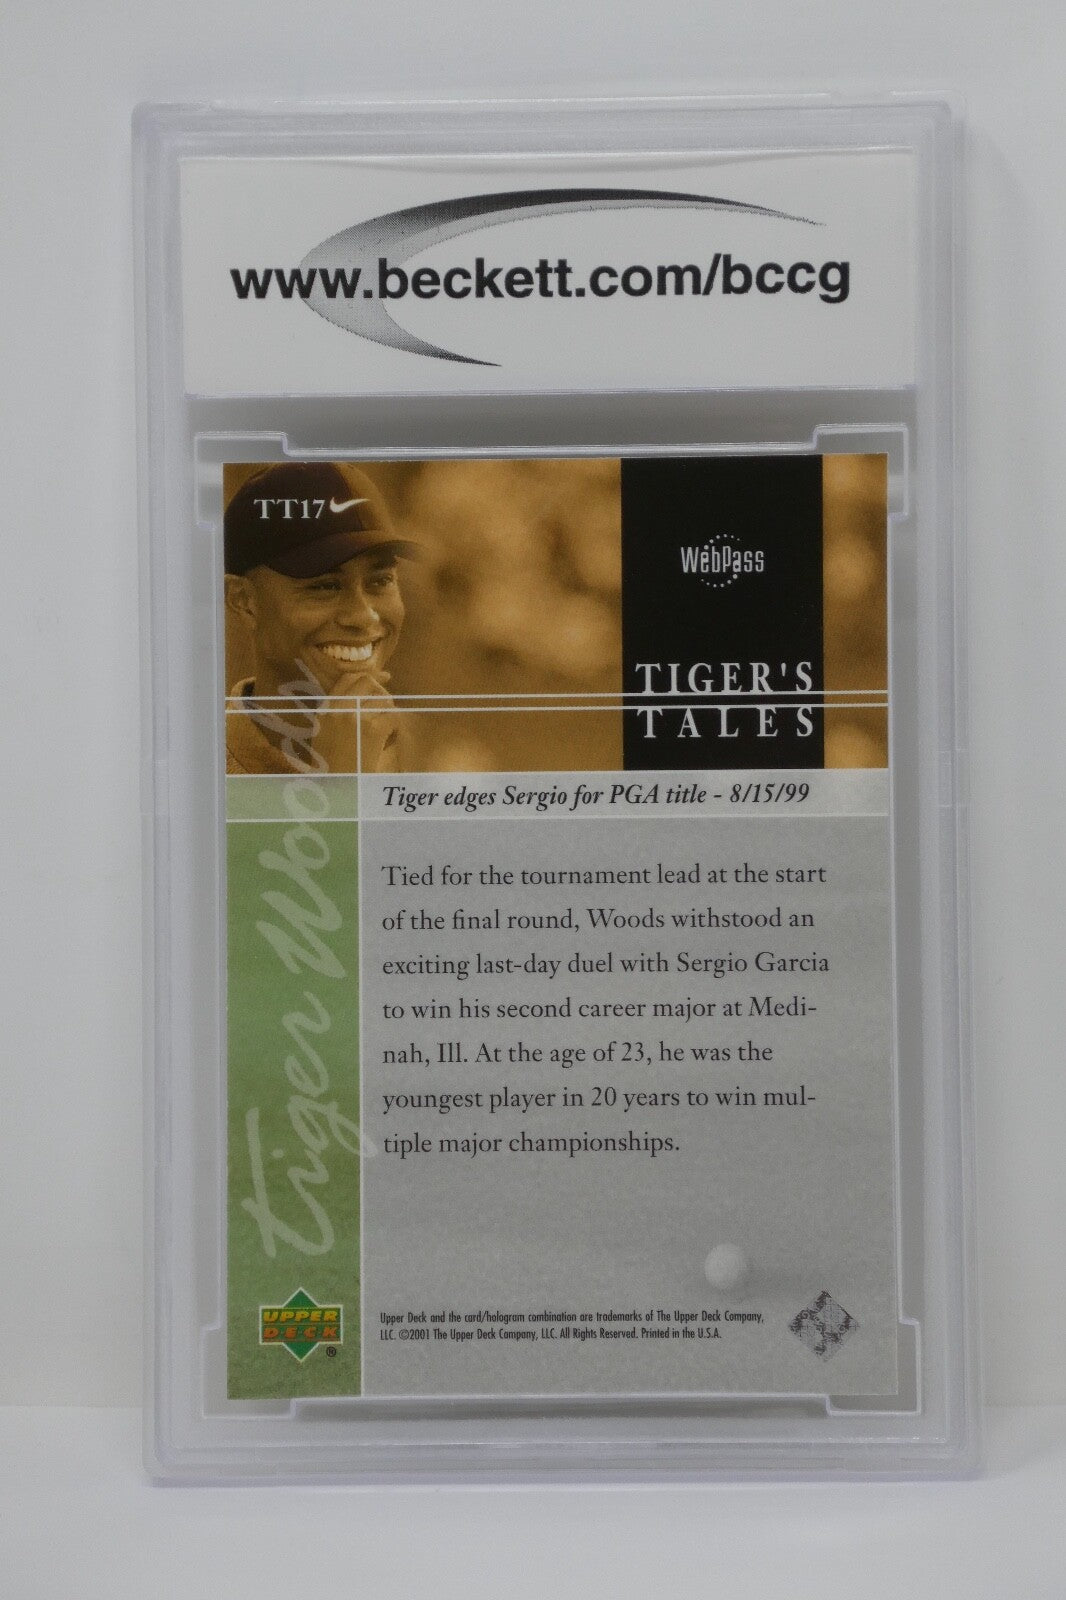 www.beckett.com/bccg
TT17
WebPass
TIGER'S
TALES
Tiger Woods
Tiger edges Sergio for PGA title - 8/15/99
Tied for the tournament lead at the start
of the final round, Woods withstood an
exciting last-day duel with Sergio Garcia
to win his second career major at Medi-
nah, Ill. At the age of 23, he was the
youngest player in 20 years to win mul-
tiple major championships.
UPPER
DECK
®
Upper Deck and the card/hologram combination are trademarks of The Upper Deck Company,
LLC. ©2001 The Upper Deck Company, LLC. All Rights Reserved. Printed in the U.S.A.